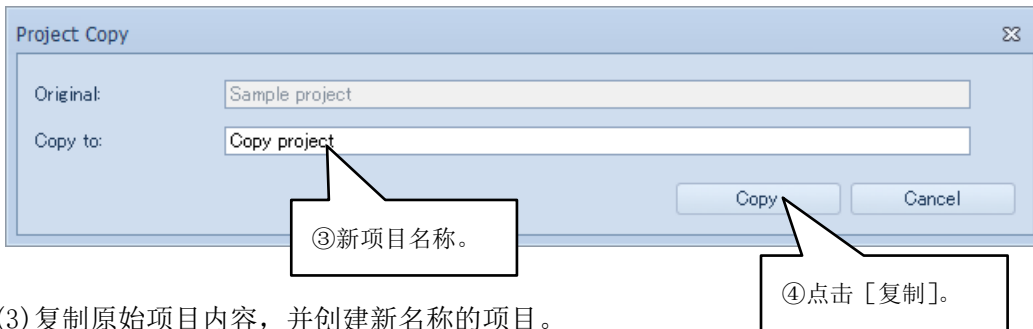 Project Copy
Original: Sample project
Copy to: Copy project
Copy Cancel
③新项目名称。
④点击［复制］。
(3)复制原始项目内容，并创建新名称的项目。